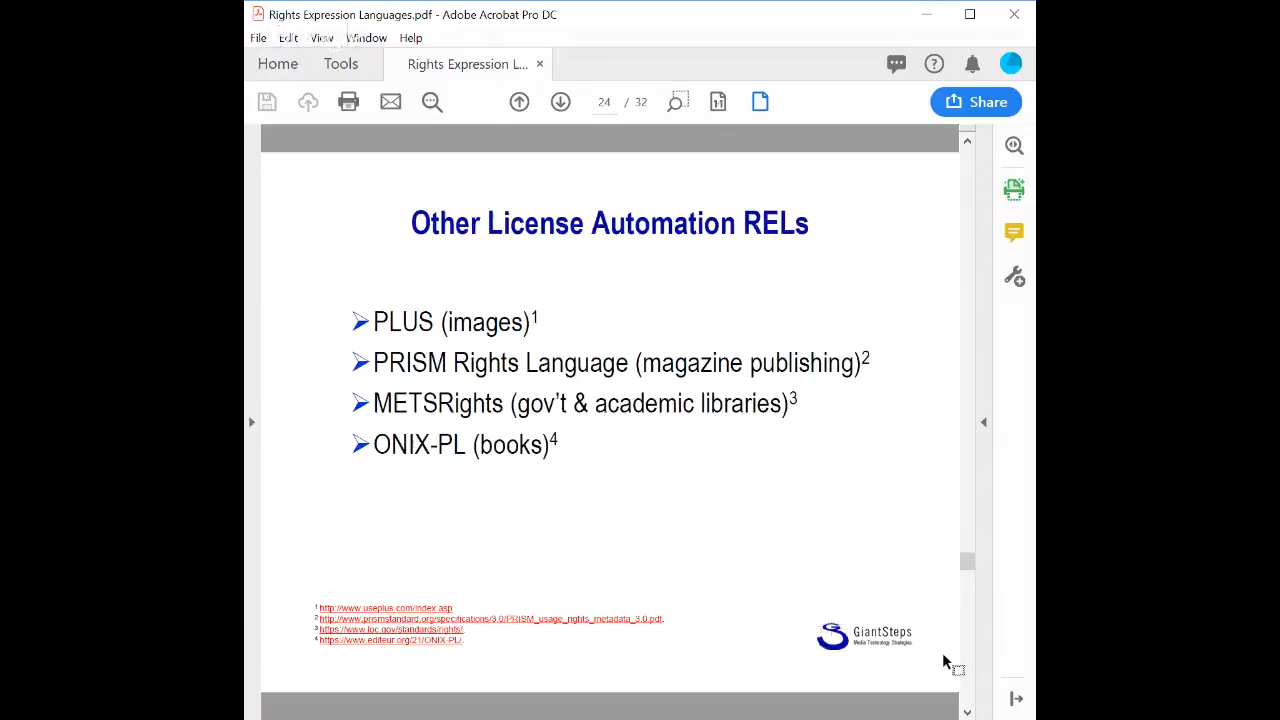 Rights Expression Languages.pdf - Adobe Acrobat Pro DC
File Edit View Window Help
Home Tools Rights Expression L... ×
24 / 32
Share
Other License Automation RELs
PLUS (images)1
PRISM Rights Language (magazine publishing)2
METSRights (gov't & academic libraries)3
ONIX-PL (books)4
1 http://www.useplus.com/index.asp
2 http://www.prismstandard.org/specifications/3.0/PRISM_usage_rights_metadata_3.0.pdf.
3 https://www.loc.gov/standards/rights/.
4 https://www.editeur.org/21/ONIX-PL/.
GiantSteps
Media Technology Strategies